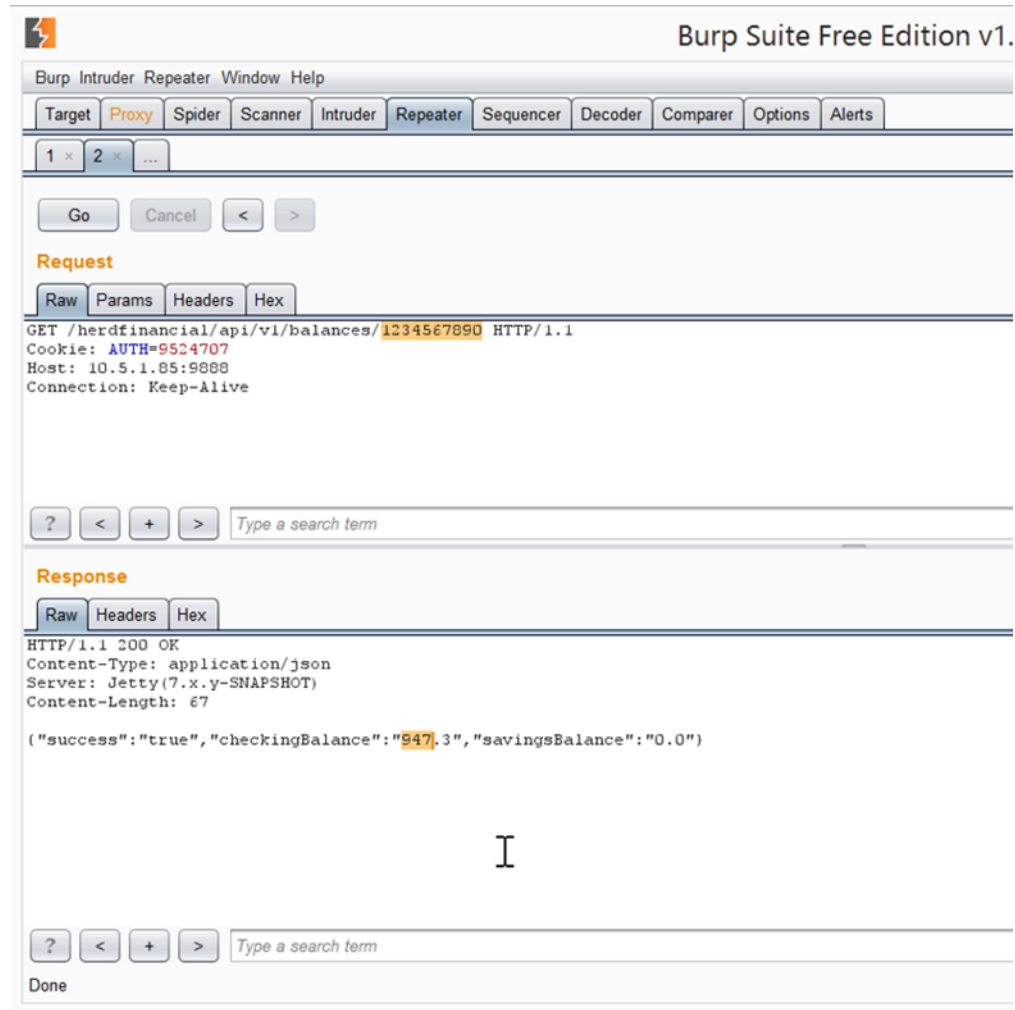 Burp Suite Free Edition v1.
Burp Intruder Repeater Window Help
Target Proxy Spider Scanner Intruder Repeater Sequencer Decoder Comparer Options Alerts
1 × 2 × ...
Go Cancel < >
Request
Raw Params Headers Hex
GET /herdfinancial/api/v1/balances/1234567890 HTTP/1.1
Cookie: AUTH=9524707
Host: 10.5.1.85:9888
Connection: Keep-Alive
? < + > Type a search term
Response
Raw Headers Hex
HTTP/1.1 200 OK
Content-Type: application/json
Server: Jetty(7.x.y-SNAPSHOT)
Content-Length: 67
{"success":"true","checkingBalance":"947.3","savingsBalance":"0.0"}
? < + > Type a search term
Done